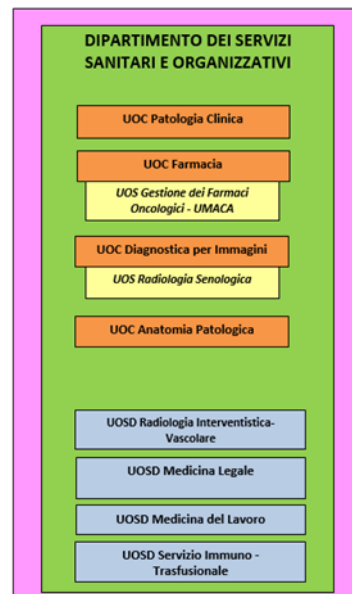 DIPARTIMENTO DEI SERVIZI
SANITARI E ORGANIZZATIVI
UOC Patologia Clinica
UOC Farmacia
UOS Gestione dei Farmaci
Oncologici - UMACA
UOC Diagnostica per Immagini
UOS Radiologia Senologica
UOC Anatomia Patologica
UOSD Radiologia Interventistica-
Vascolare
UOSD Medicina Legale
UOSD Medicina del Lavoro
UOSD Servizio Immuno -
Trasfusionale